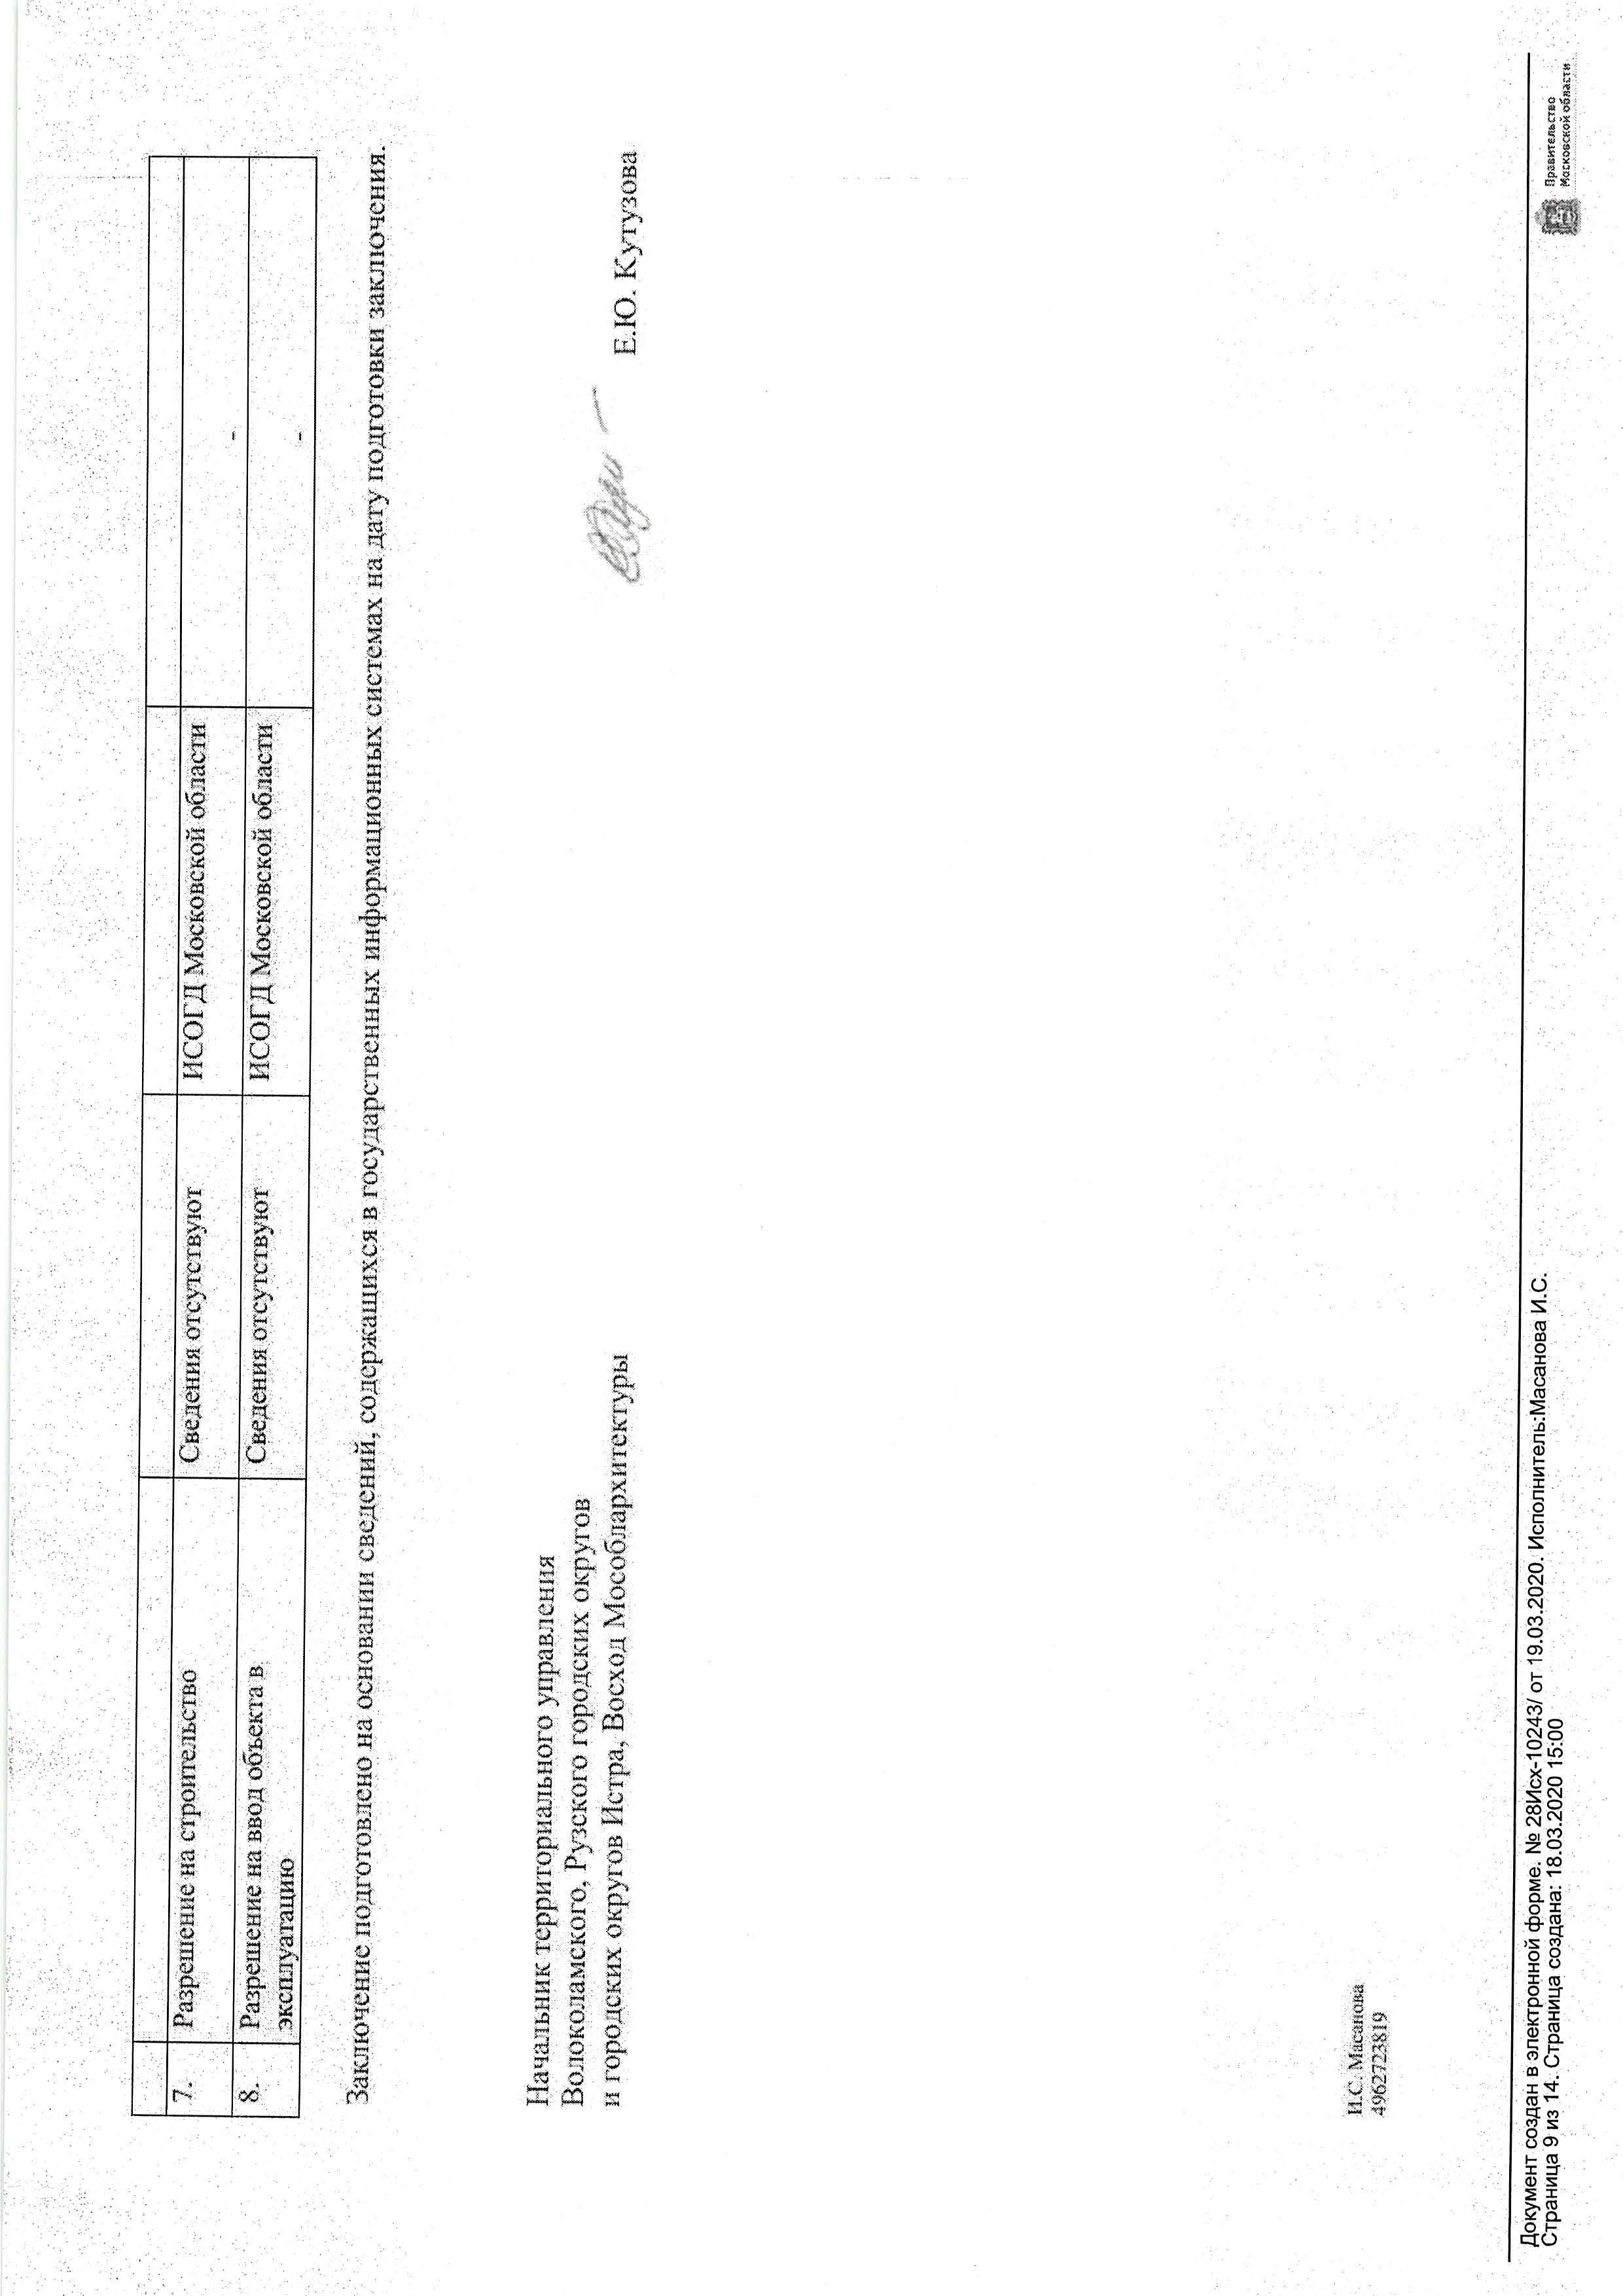 7. Разрешение на строительство Сведения отсутствуют ИСОГД Московской области -
8. Разрешение на ввод объекта в Сведения отсутствуют ИСОГД Московской области -
эксплуатацию
Заключение подготовлено на основании сведений, содержащихся в государственных информационных системах на дату подготовки заключения.
Начальник территориального управления
Волоколамского, Рузского городских округов
и городских округов Истра, Восход Мособлархитектуры Е.Ю. Кутузова
И.С. Масанова
4962723819
Документ создан в электронной форме. № 28Исх-10243/ от 19.03.2020. Исполнитель:Масанова И.С.
Страница 9 из 14. Страница создана: 18.03.2020 15:00
Правительство
Московской области